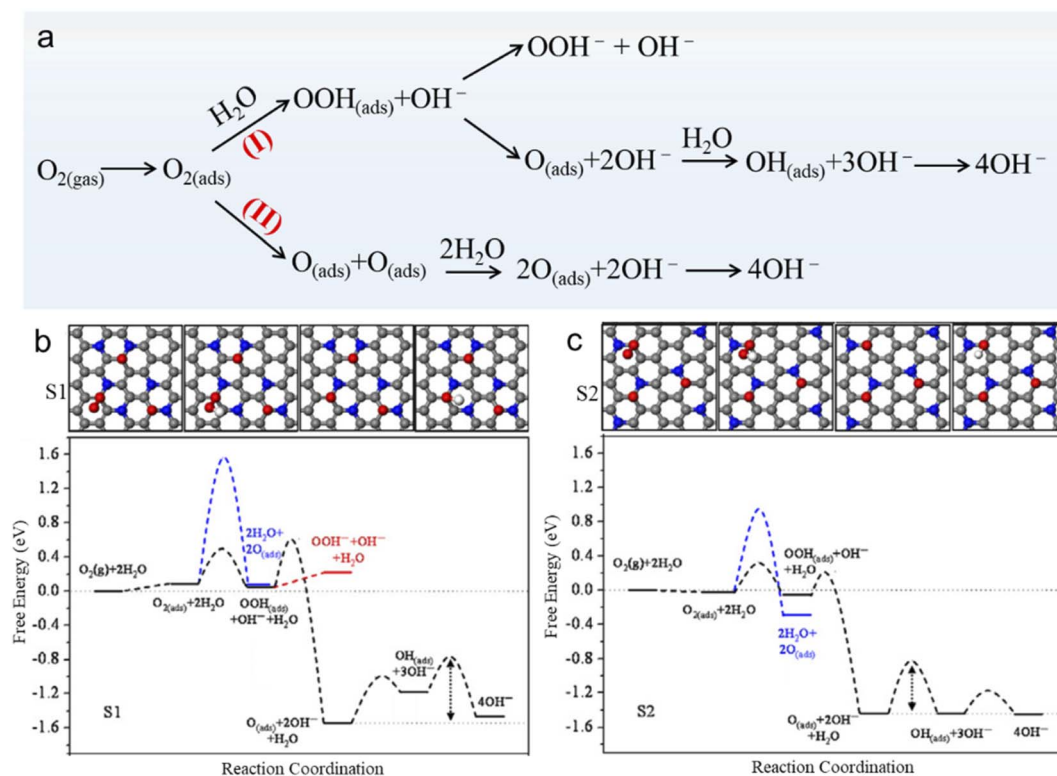 a
OOH⁻ + OH⁻
H₂O
OOH(ads)+OH⁻
(I)
H₂O
O₂(gas)
O₂(ads)
O(ads)+2OH⁻
OH(ads)+3OH⁻
4OH⁻
(II)
O(ads)+O(ads)
2H₂O
2O(ads)+2OH⁻
4OH⁻
b
S1
Free Energy (eV)
1.6
1.2
0.8
0.4
0.0
-0.4
-0.8
-1.2
-1.6
O₂(g)+2H₂O
O₂(ads)+2H₂O
2H₂O+
2O(ads)
OOH(ads)
+OH⁻+H₂O
OOH⁻+OH⁻
+H₂O
O(ads)+2OH⁻
+H₂O
OH(ads)
+3OH⁻
4OH⁻
S1
Reaction Coordination
c
S2
Free Energy (eV)
1.6
1.2
0.8
0.4
0.0
-0.4
-0.8
-1.2
-1.6
O₂(g)+2H₂O
O₂(ads)+2H₂O
OOH(ads)+OH⁻
+H₂O
2H₂O+
2O(ads)
O(ads)+2OH⁻
+H₂O
OH(ads)+3OH⁻
4OH⁻
S2
Reaction Coordination